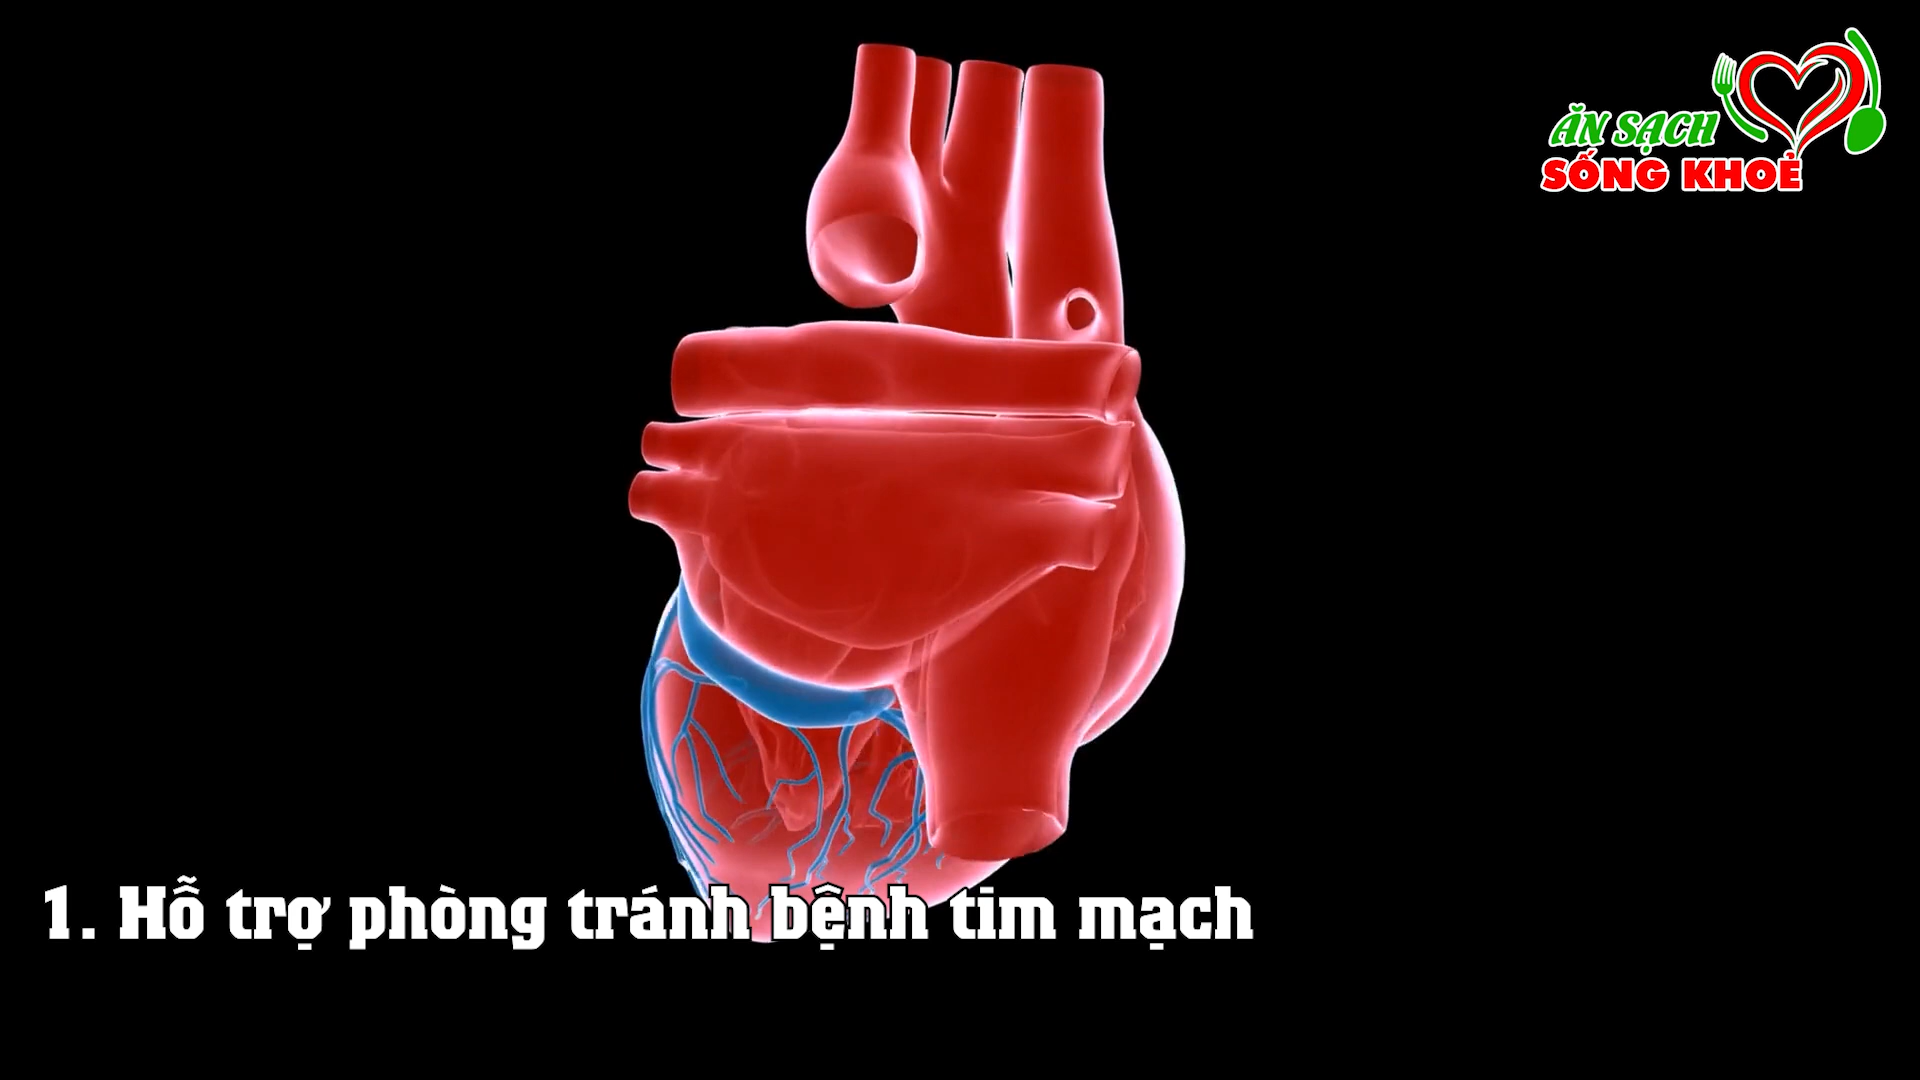 ĂN SẠCH
SỐNG KHOẺ
1. Hỗ trợ phòng tránh bệnh tim mạch